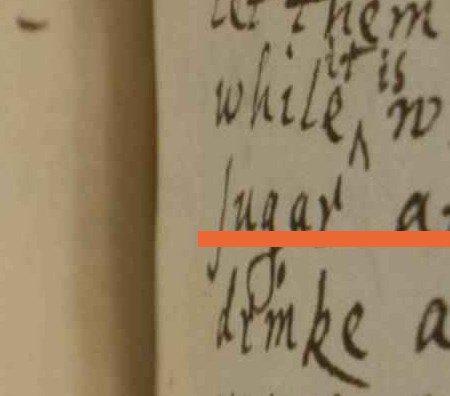 let them
it is
while ‸
ſugar a
drinke a